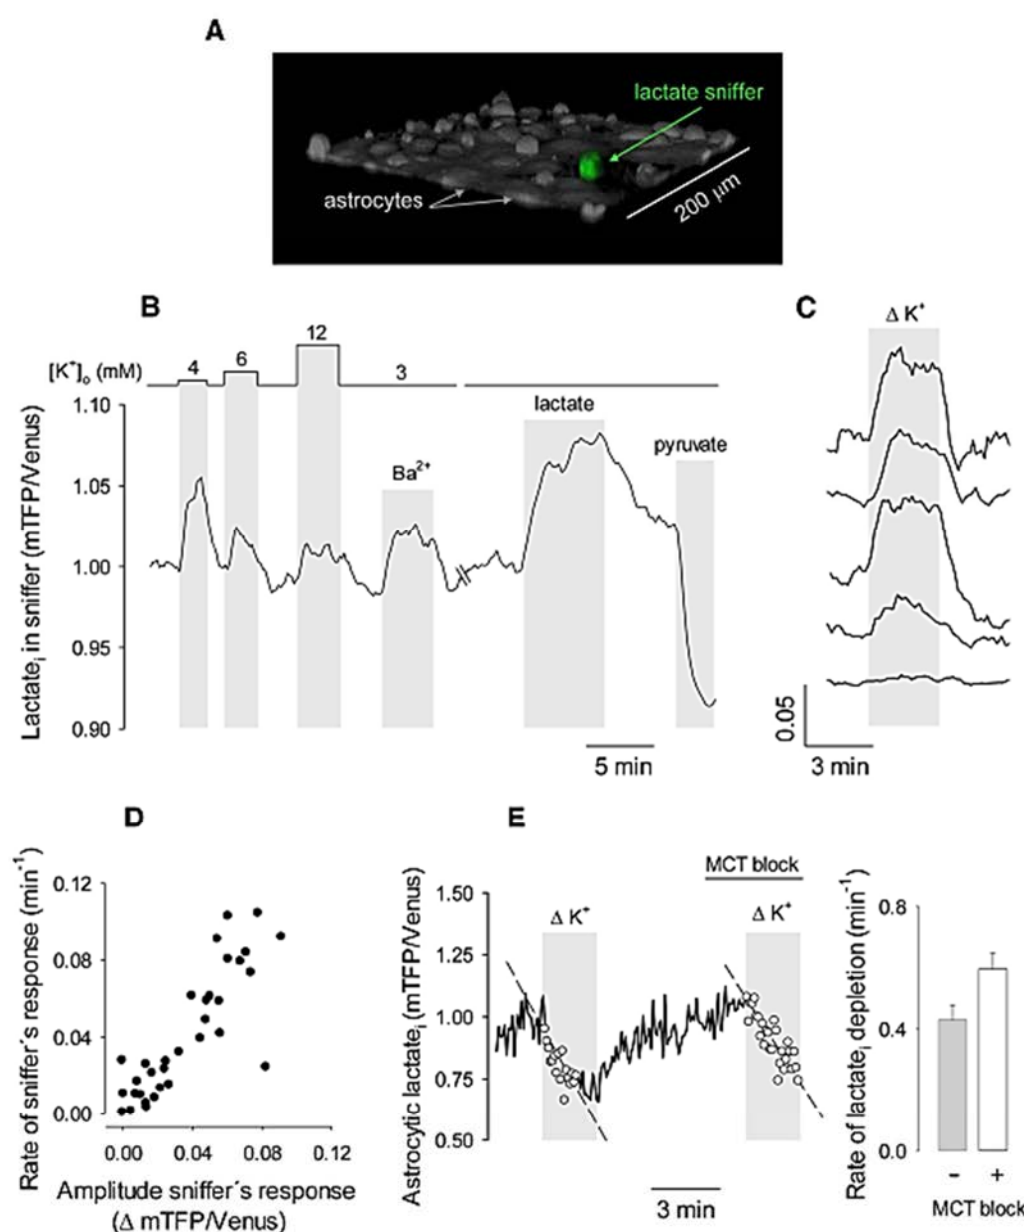 A
lactate sniffer
astrocytes
200 μm
B
[K⁺]ₒ (mM)
4
6
12
3
lactate
pyruvate
Ba²⁺
Lactateᵢ in sniffer (mTFP/Venus)
1.10
1.05
1.00
0.95
0.90
5 min
C
Δ K⁺
0.05
3 min
D
Rate of sniffer´s response (min⁻¹)
0.12
0.08
0.04
0.00
0.00 0.04 0.08 0.12
Amplitude sniffer´s response
(Δ mTFP/Venus)
E
Astrocytic lactateᵢ (mTFP/Venus)
1.50
1.25
1.00
0.75
0.50
Δ K⁺
MCT block
Δ K⁺
3 min
Rate of lactateᵢ depletion (min⁻¹)
0.8
0.4
0.0
- +
MCT block